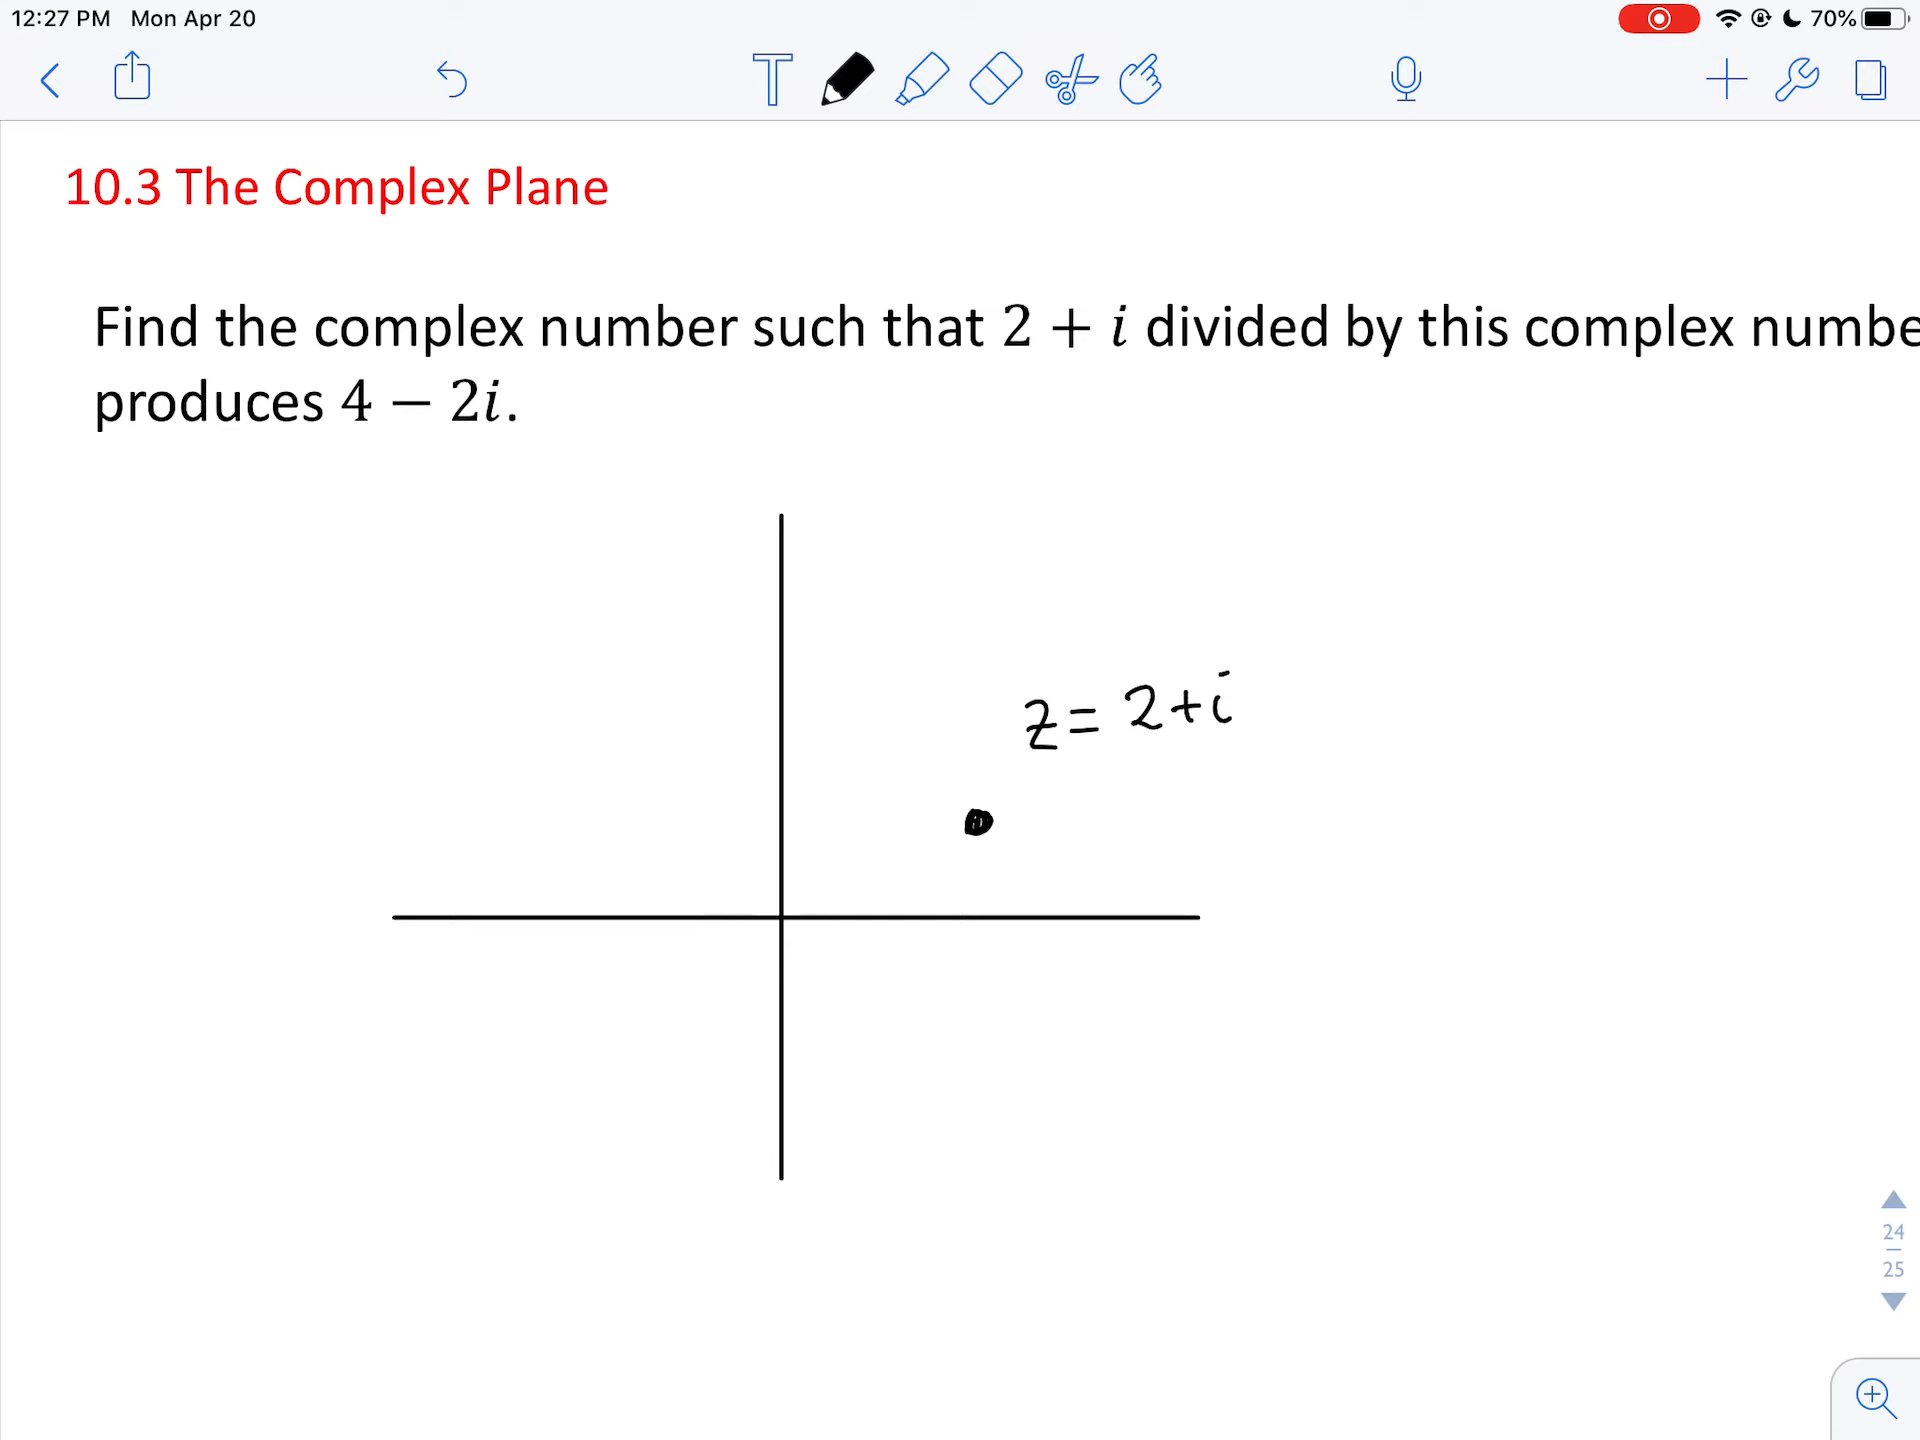 12:27 PM Mon Apr 20
70%
T
10.3 The Complex Plane
Find the complex number such that 2 + i divided by this complex numbe
produces 4 − 2i.
z = 2+i
24
25